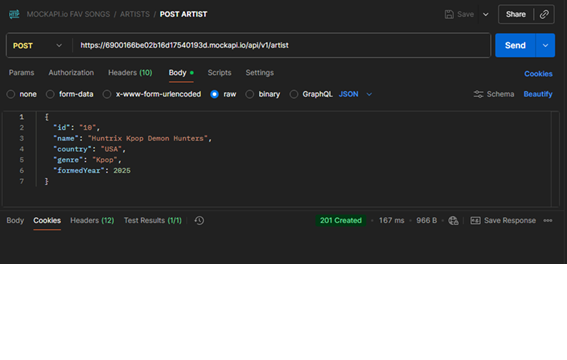 MOCKAPI.io FAV SONGS / ARTISTS / POST ARTIST Save Share
POST https://6900166be02b16d17540193d.mockapi.io/api/v1/artist Send
Params Authorization Headers (10) Body Scripts Settings Cookies
none form-data x-www-form-urlencoded raw binary GraphQL JSON Schema Beautify
1 {
2 "id": "10",
3 "name": "Huntrix Kpop Demon Hunters",
4 "country": "USA",
5 "genre": "Kpop",
6 "formedYear": 2025
7 }
Body Cookies Headers (12) Test Results (1/1) 201 Created • 167 ms • 966 B • Save Response